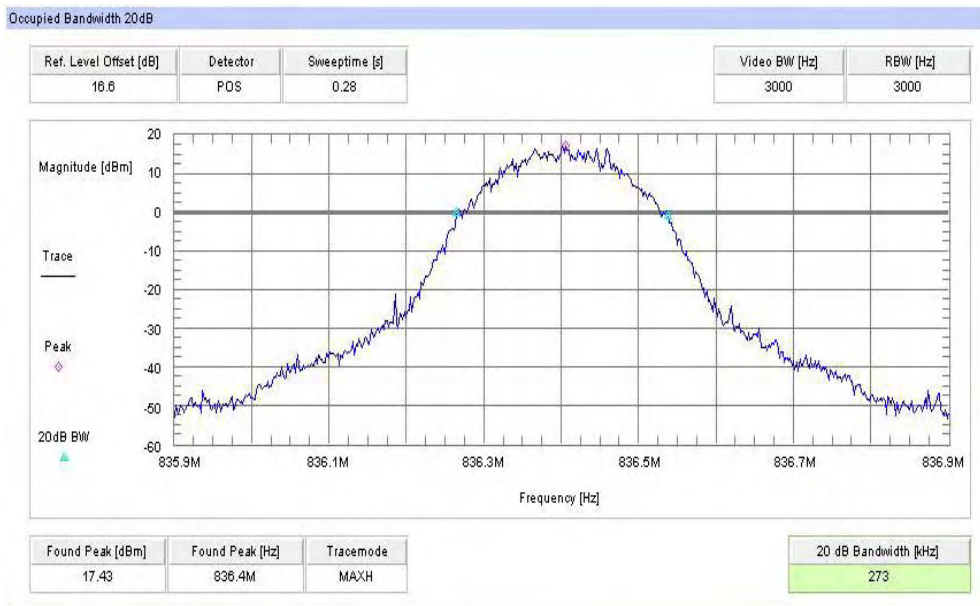 Occupied Bandwidth 20dB
Ref. Level Offset [dB] Detector Sweeptime [s] Video BW [Hz] RBW [Hz]
16.6 POS 0.28 3000 3000
Magnitude [dBm]
Trace
Peak
20dB BW
20
10
0
-10
-20
-30
-40
-50
-60
835.9M 836.1M 836.3M 836.5M 836.7M 836.9M
Frequency [Hz]
Found Peak [dBm] Found Peak [Hz] Tracemode 20 dB Bandwidth [kHz]
17.43 836.4M MAXH 273